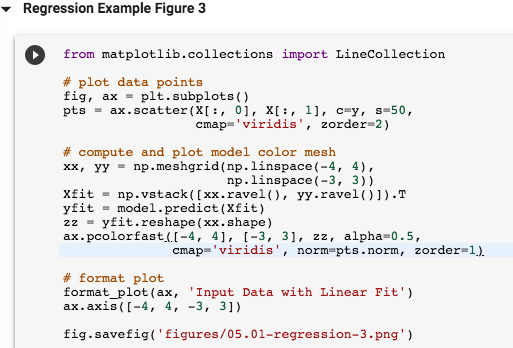 Regression Example Figure 3
from matplotlib.collections import LineCollection
# plot data points
fig, ax = plt.subplots()
pts = ax.scatter(X[:, 0], X[:, 1], c=y, s=50,
cmap='viridis', zorder=2)
# compute and plot model color mesh
xx, yy = np.meshgrid(np.linspace(-4, 4),
np.linspace(-3, 3))
Xfit = np.vstack([xx.ravel(), yy.ravel()]).T
yfit = model.predict(Xfit)
zz = yfit.reshape(xx.shape)
ax.pcolorfast([-4, 4], [-3, 3], zz, alpha=0.5,
cmap='viridis', norm=pts.norm, zorder=1)
# format plot
format_plot(ax, 'Input Data with Linear Fit')
ax.axis([-4, 4, -3, 3])
fig.savefig('figures/05.01-regression-3.png')